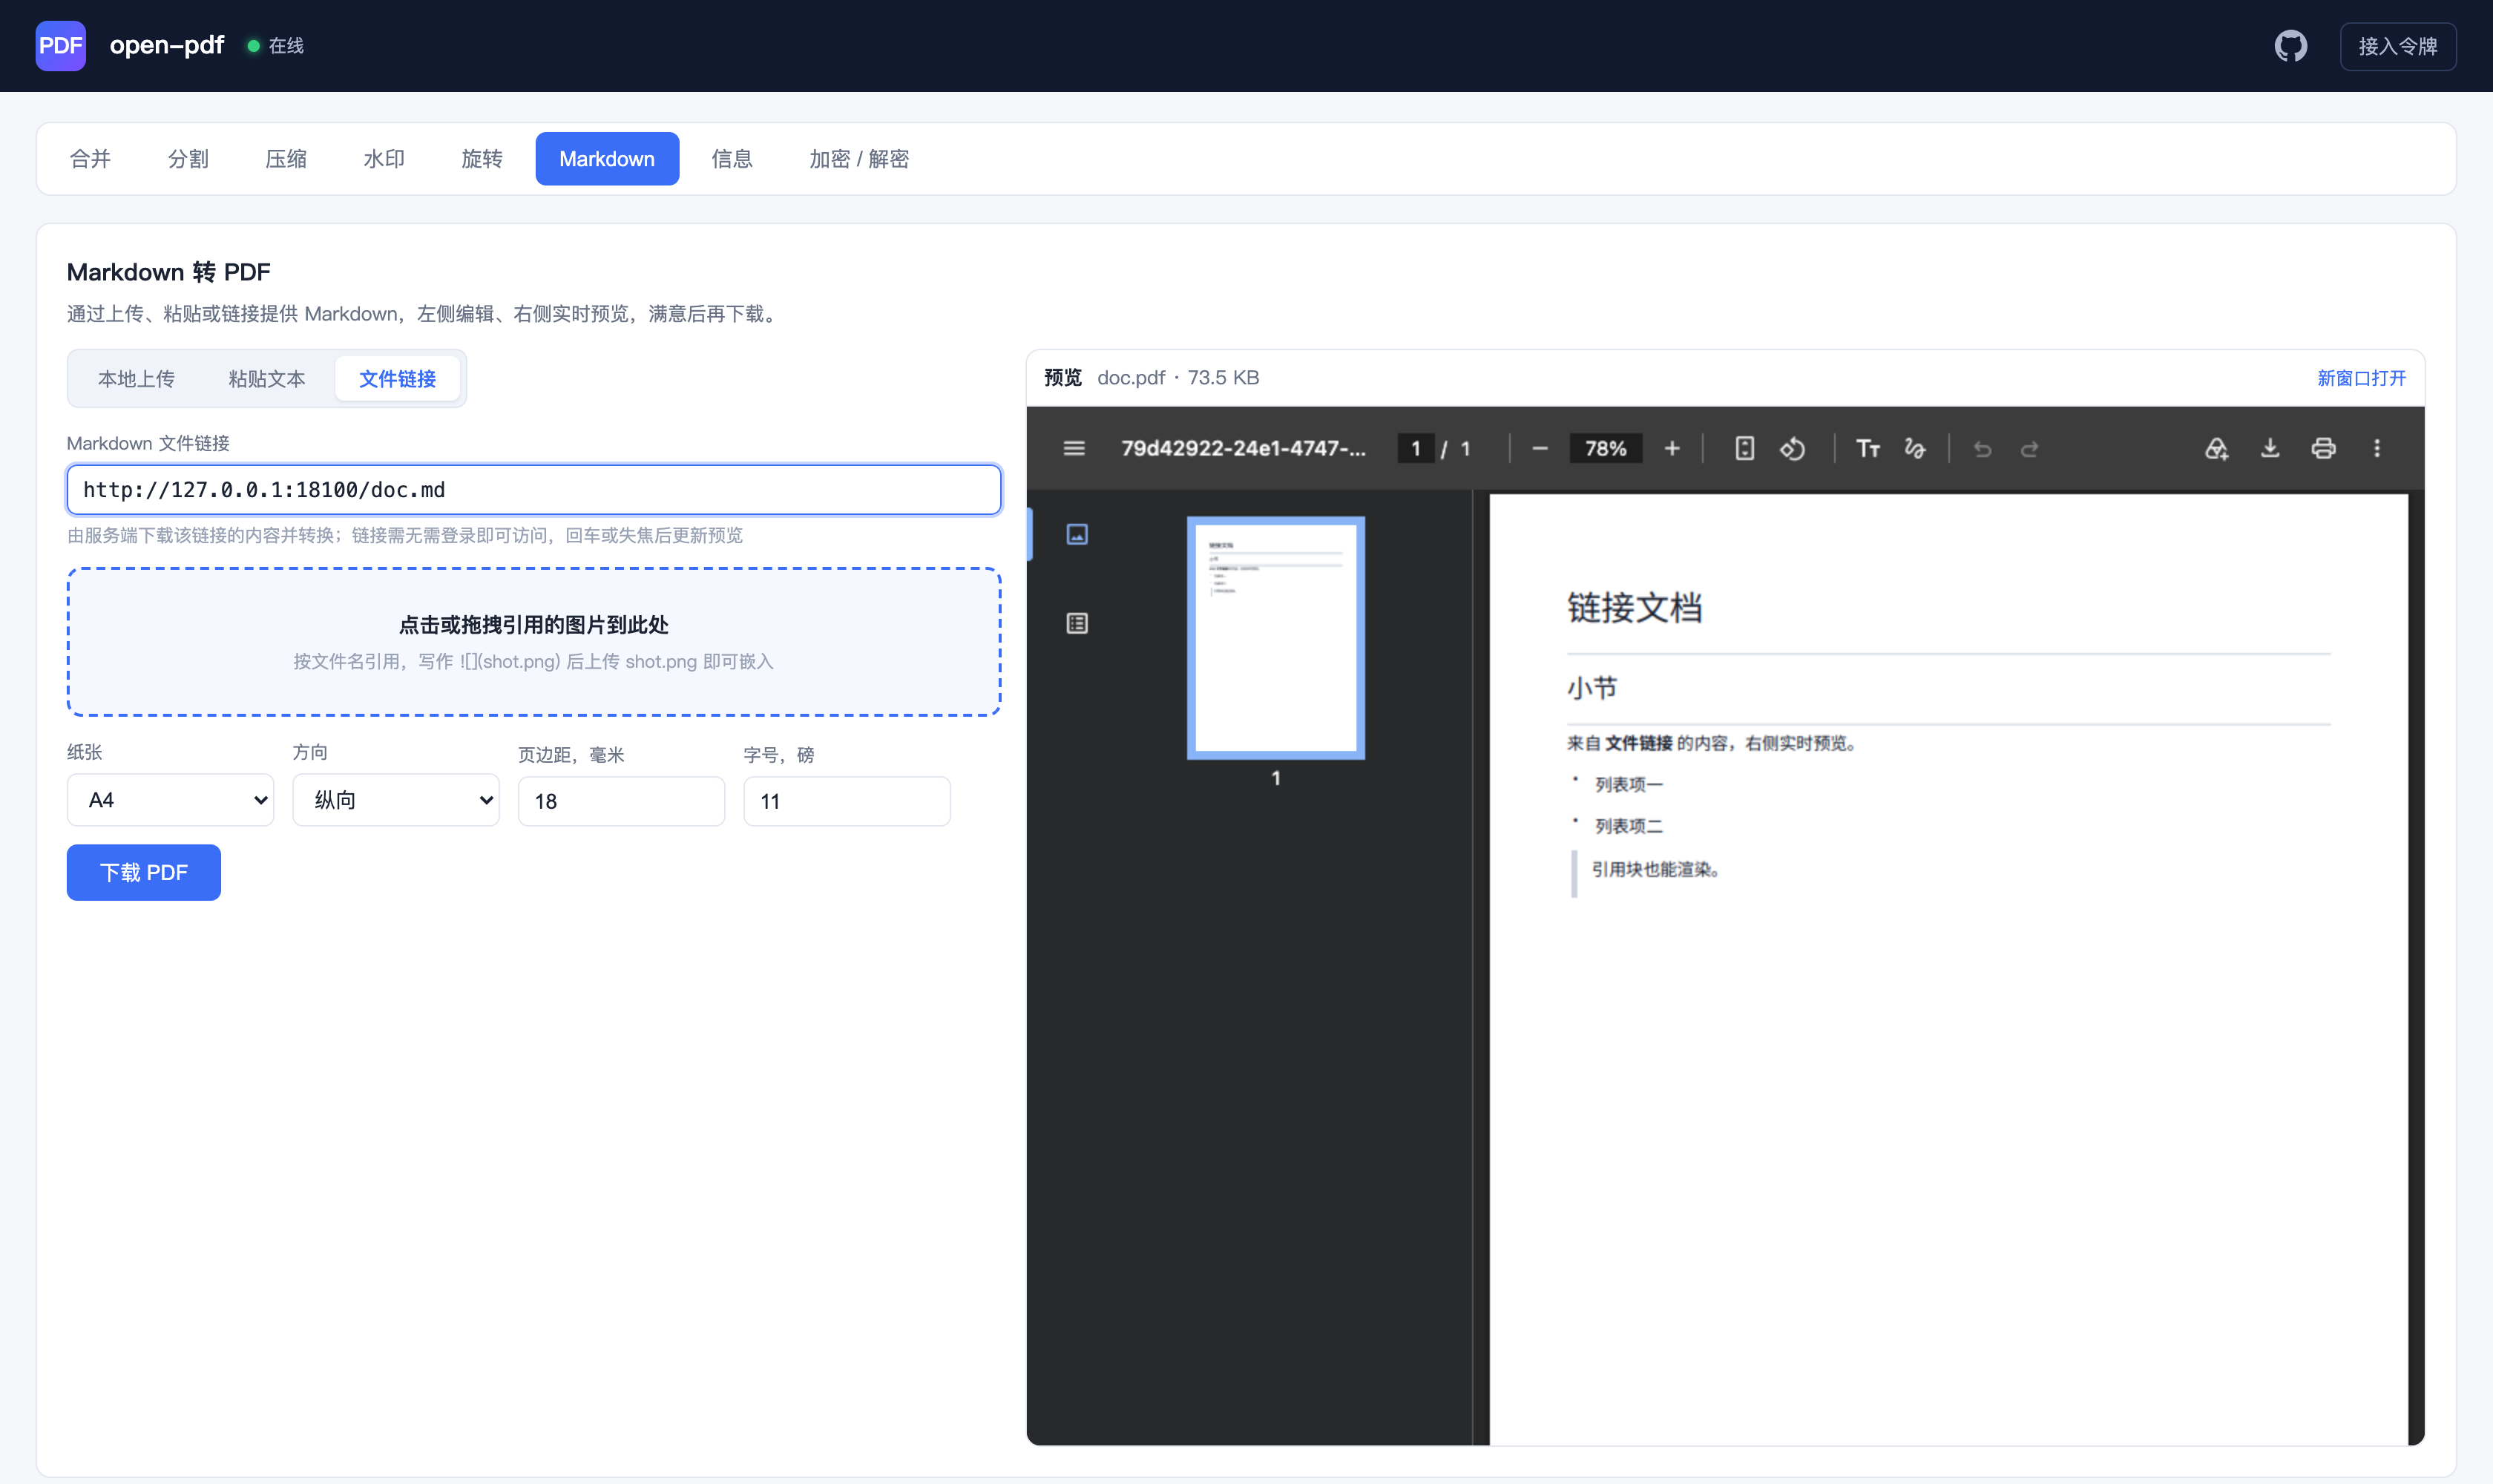 PDF open-pdf 在线 接入令牌
合并 分割 压缩 水印 旋转 Markdown 信息 加密 / 解密
Markdown 转 PDF
通过上传、粘贴或链接提供 Markdown，左侧编辑、右侧实时预览，满意后再下载。
本地上传 粘贴文本 文件链接
Markdown 文件链接
http://127.0.0.1:18100/doc.md
由服务端下载该链接的内容并转换；链接需无需登录即可访问，回车或失焦后更新预览
点击或拖拽引用的图片到此处
按文件名引用，写作 ![](shot.png) 后上传 shot.png 即可嵌入
纸张 方向 页边距，毫米 字号，磅
A4 纵向 18 11
下载 PDF
预览 doc.pdf · 73.5 KB 新窗口打开
79d42922-24e1-4747-... 1 / 1 78%
1
链接文档
小节
来自 文件链接 的内容，右侧实时预览。
• 列表项一
• 列表项二
引用块也能渲染。